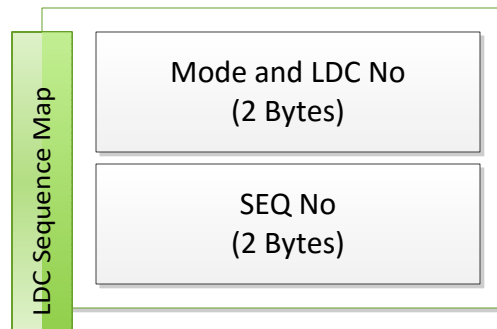 LDC Sequence Map
Mode and LDC No
(2 Bytes)
SEQ No
(2 Bytes)